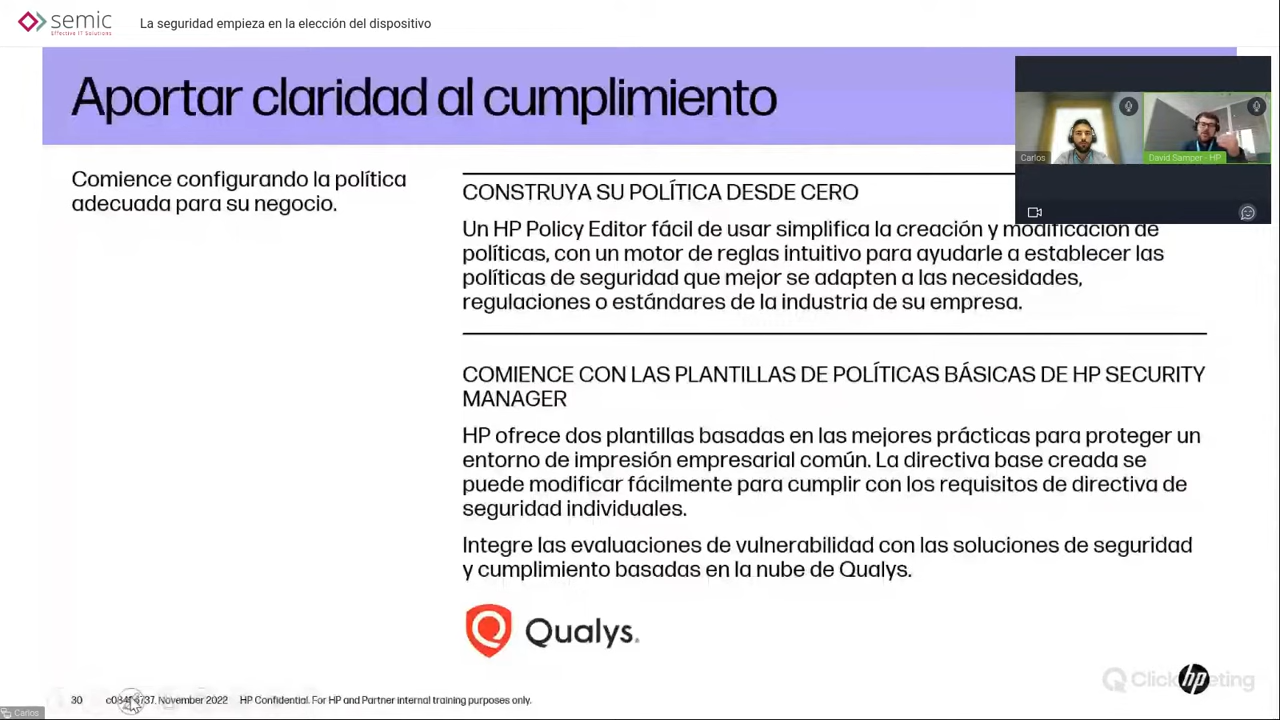 semic
Effective IT Solutions
La seguridad empieza en la elección del dispositivo
Aportar claridad al cumplimiento
Carlos
David Samper - HP
Comience configurando la política
adecuada para su negocio.
CONSTRUYA SU POLÍTICA DESDE CERO
Un HP Policy Editor fácil de usar simplifica la creación y modificación de
políticas, con un motor de reglas intuitivo para ayudarle a establecer las
políticas de seguridad que mejor se adapten a las necesidades,
regulaciones o estándares de la industria de su empresa.
COMIENCE CON LAS PLANTILLAS DE POLÍTICAS BÁSICAS DE HP SECURITY
MANAGER
HP ofrece dos plantillas basadas en las mejores prácticas para proteger un
entorno de impresión empresarial común. La directiva base creada se
puede modificar fácilmente para cumplir con los requisitos de directiva de
seguridad individuales.
Integre las evaluaciones de vulnerabilidad con las soluciones de seguridad
y cumplimiento basadas en la nube de Qualys.
Qualys.
hp
30 November 2022 HP Confidential. For HP and Partner internal training purposes only.
Carlos